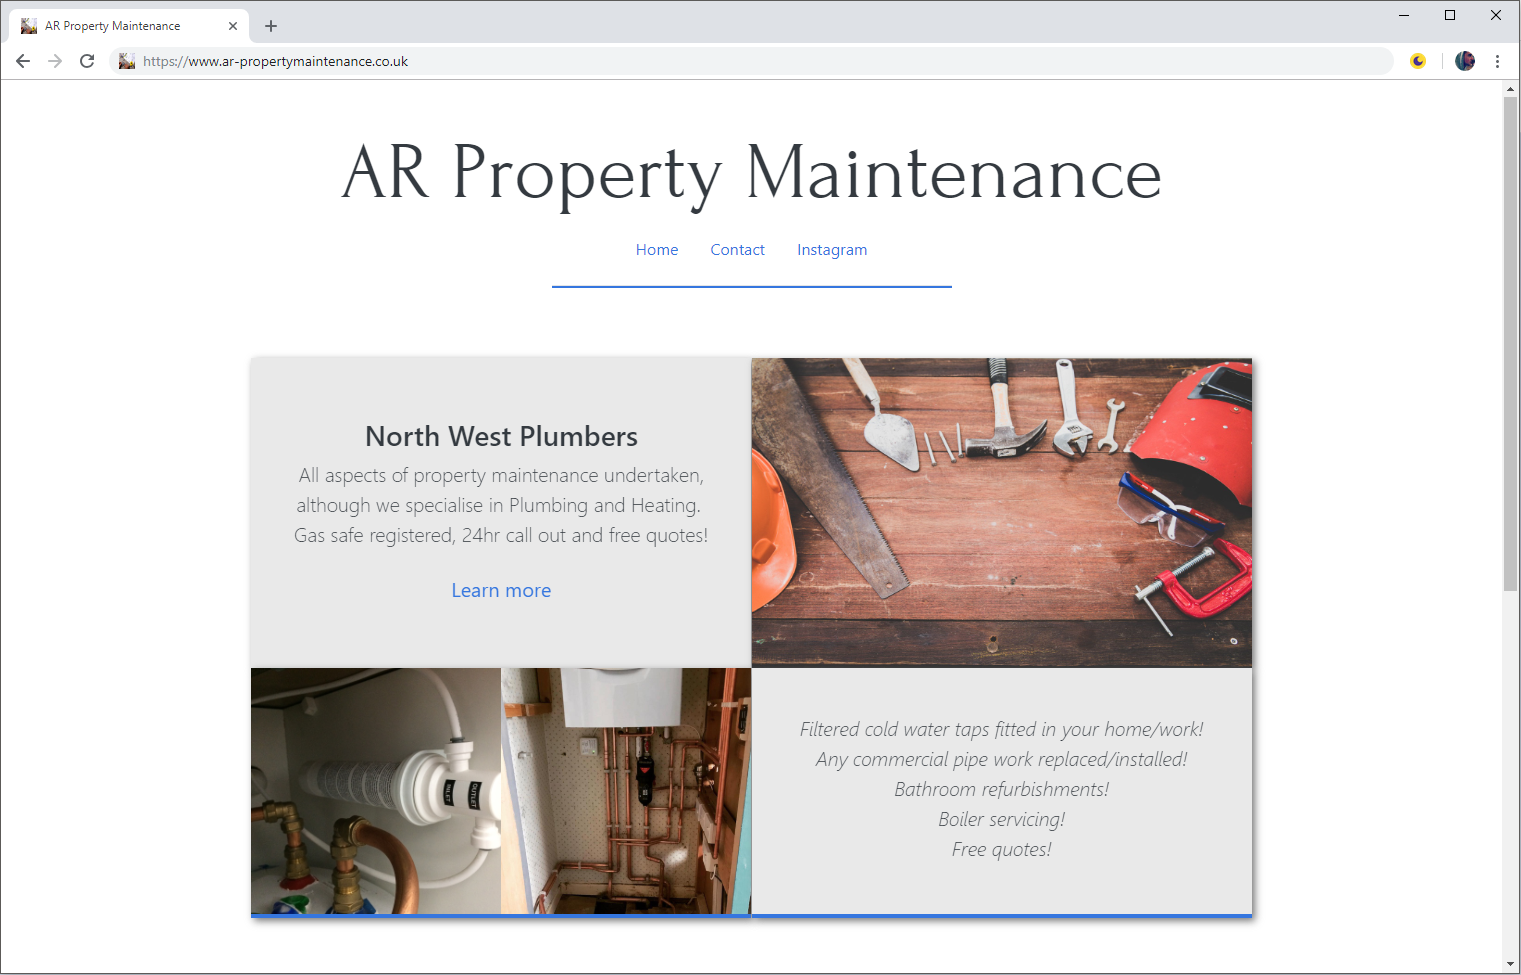 AR Property Maintenance
https://www.ar-propertymaintenance.co.uk
AR Property Maintenance
Home Contact Instagram
North West Plumbers
All aspects of property maintenance undertaken,
although we specialise in Plumbing and Heating.
Gas safe registered, 24hr call out and free quotes!
Learn more
INLET
OUTLET
Filtered cold water taps fitted in your home/work!
Any commercial pipe work replaced/installed!
Bathroom refurbishments!
Boiler servicing!
Free quotes!